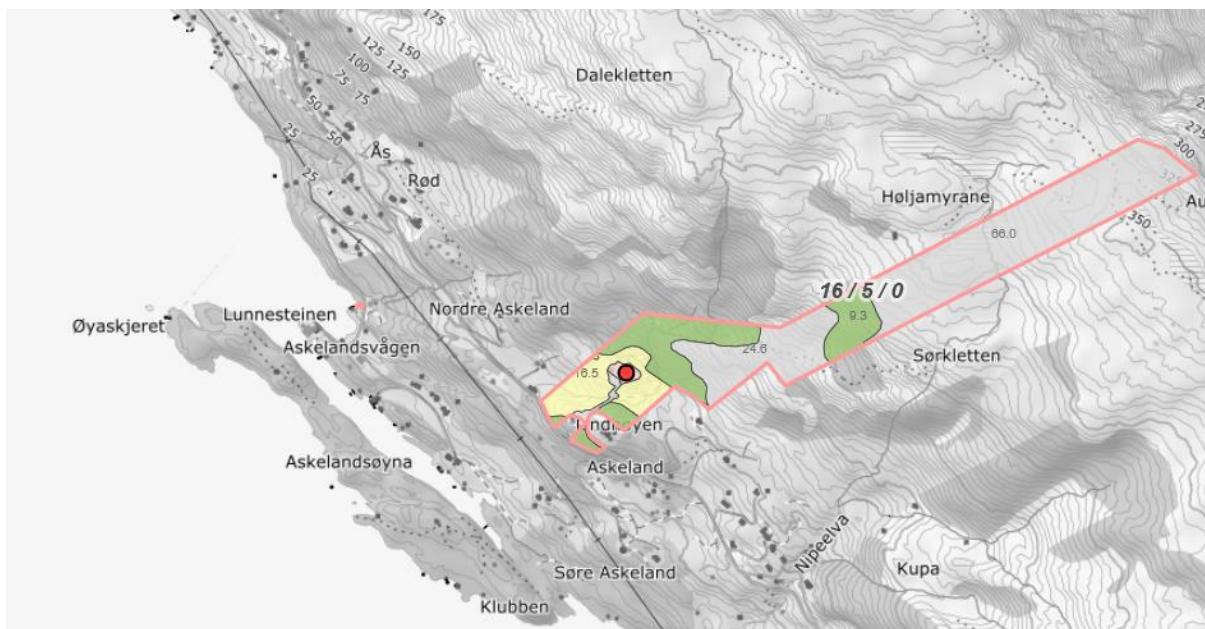 175
150
125
125
100
75
75
50
50
25
25
Dalekletten
Ås
Rød
Høljamyrane
275
300
325
350
Au
66.0
Nordre Askeland
Øyaskjeret
Lunnesteinen
Askelandsvågen
16 / 5 / 0
9.3
24.6
16.5
Sørkletten
Askeland
Askelandsøyna
Søre Askeland
Nipeelva
Kupa
Klubben